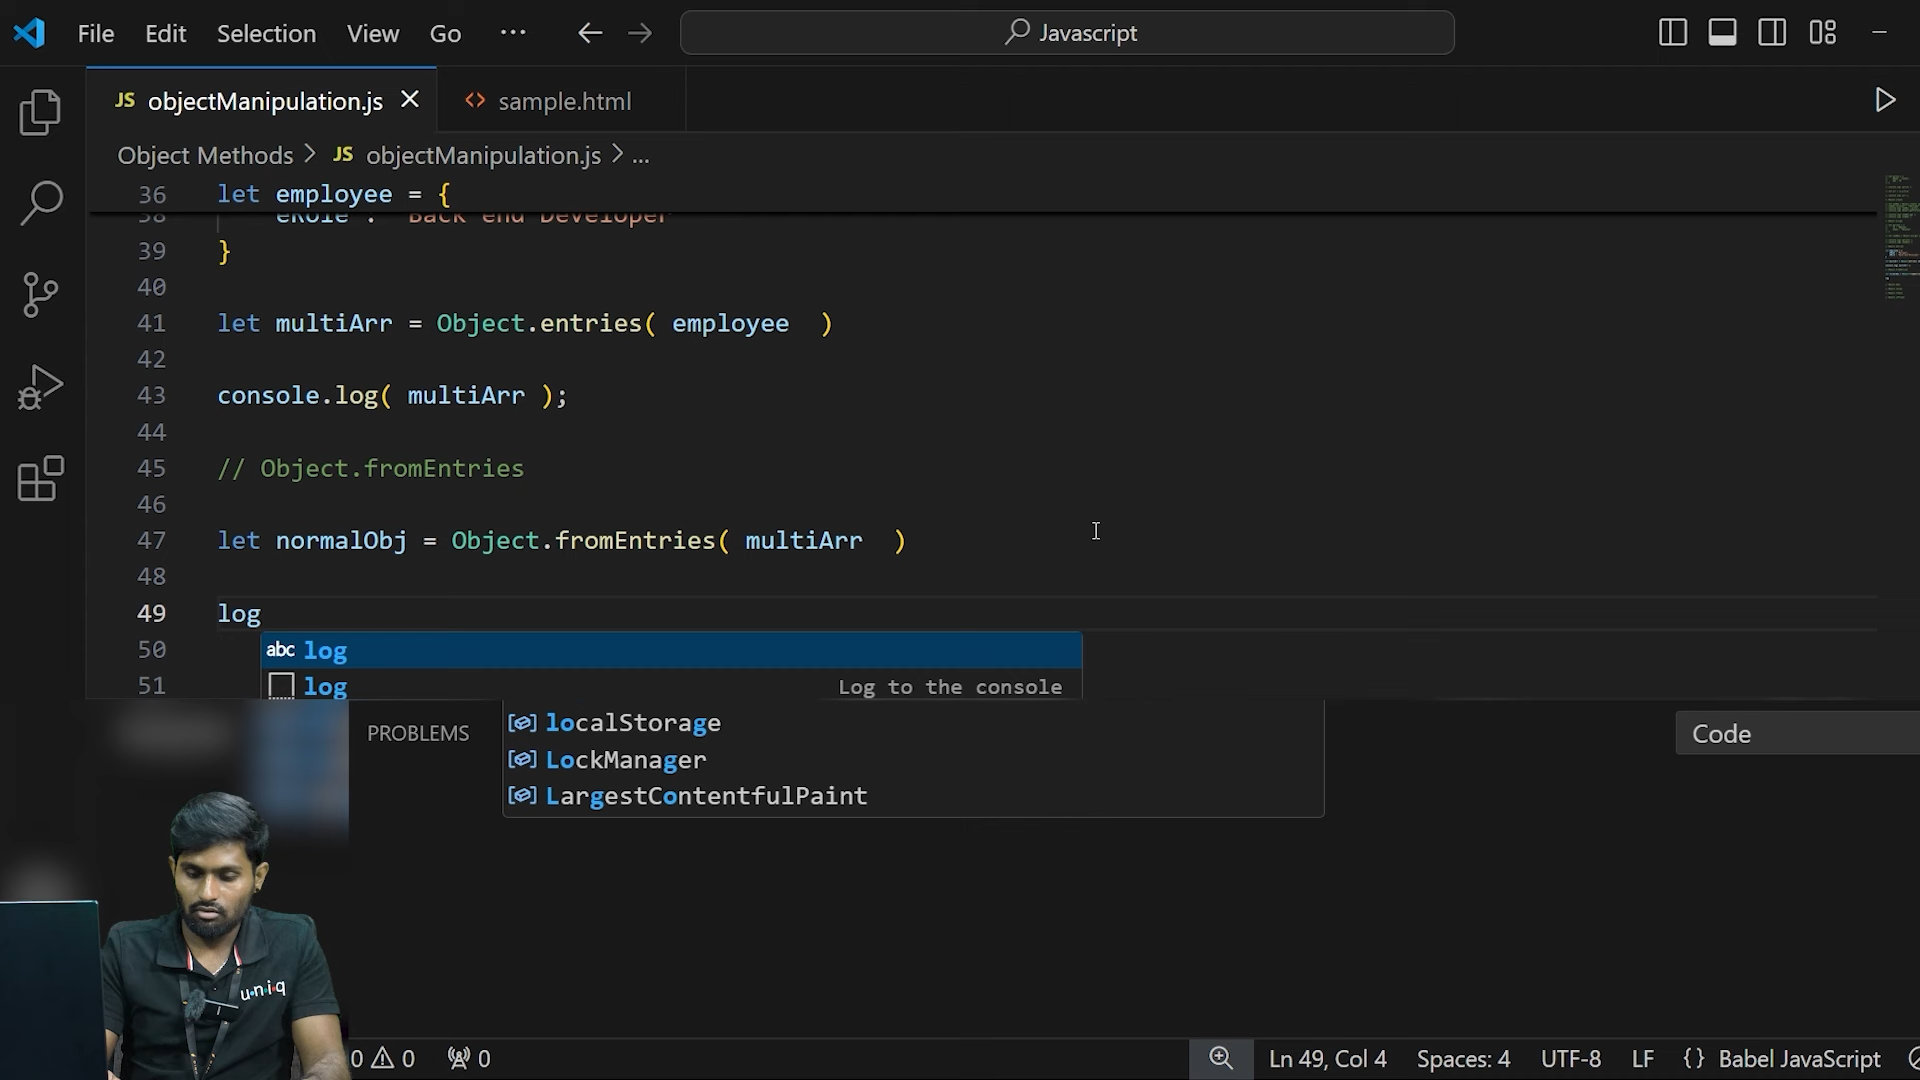 File Edit Selection View Go ... Javascript
JS objectManipulation.js sample.html
Object Methods > JS objectManipulation.js > ...
36 let employee = {
38 eRole : "Back end Developer"
39 }
40
41 let multiArr = Object.entries( employee )
42
43 console.log( multiArr );
44
45 // Object.fromEntries
46
47 let normalObj = Object.fromEntries( multiArr )
48
49 log
50 abc log
51 log Log to the console
PROBLEMS localStorage Code
LockManager
LargestContentfulPaint
u·n·i·q
0 0 0 Ln 49, Col 4 Spaces: 4 UTF-8 LF {} Babel JavaScript